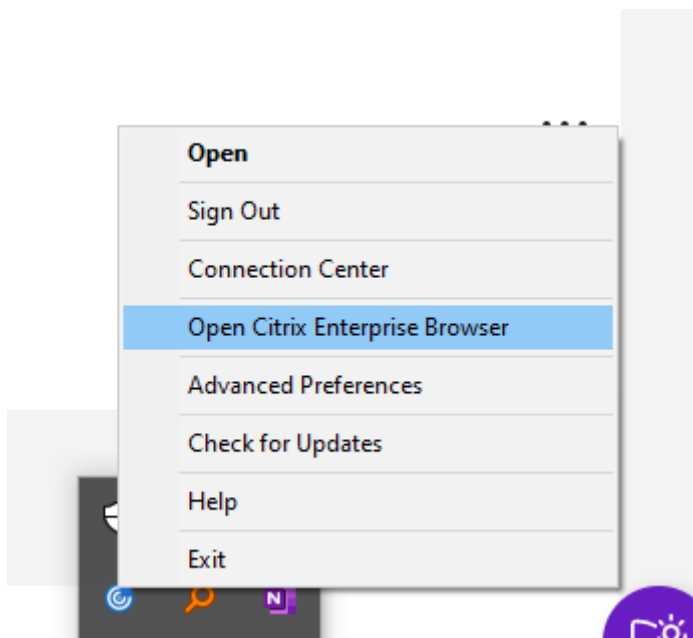 Open
Sign Out
Connection Center
Open Citrix Enterprise Browser
Advanced Preferences
Check for Updates
Help
Exit
N